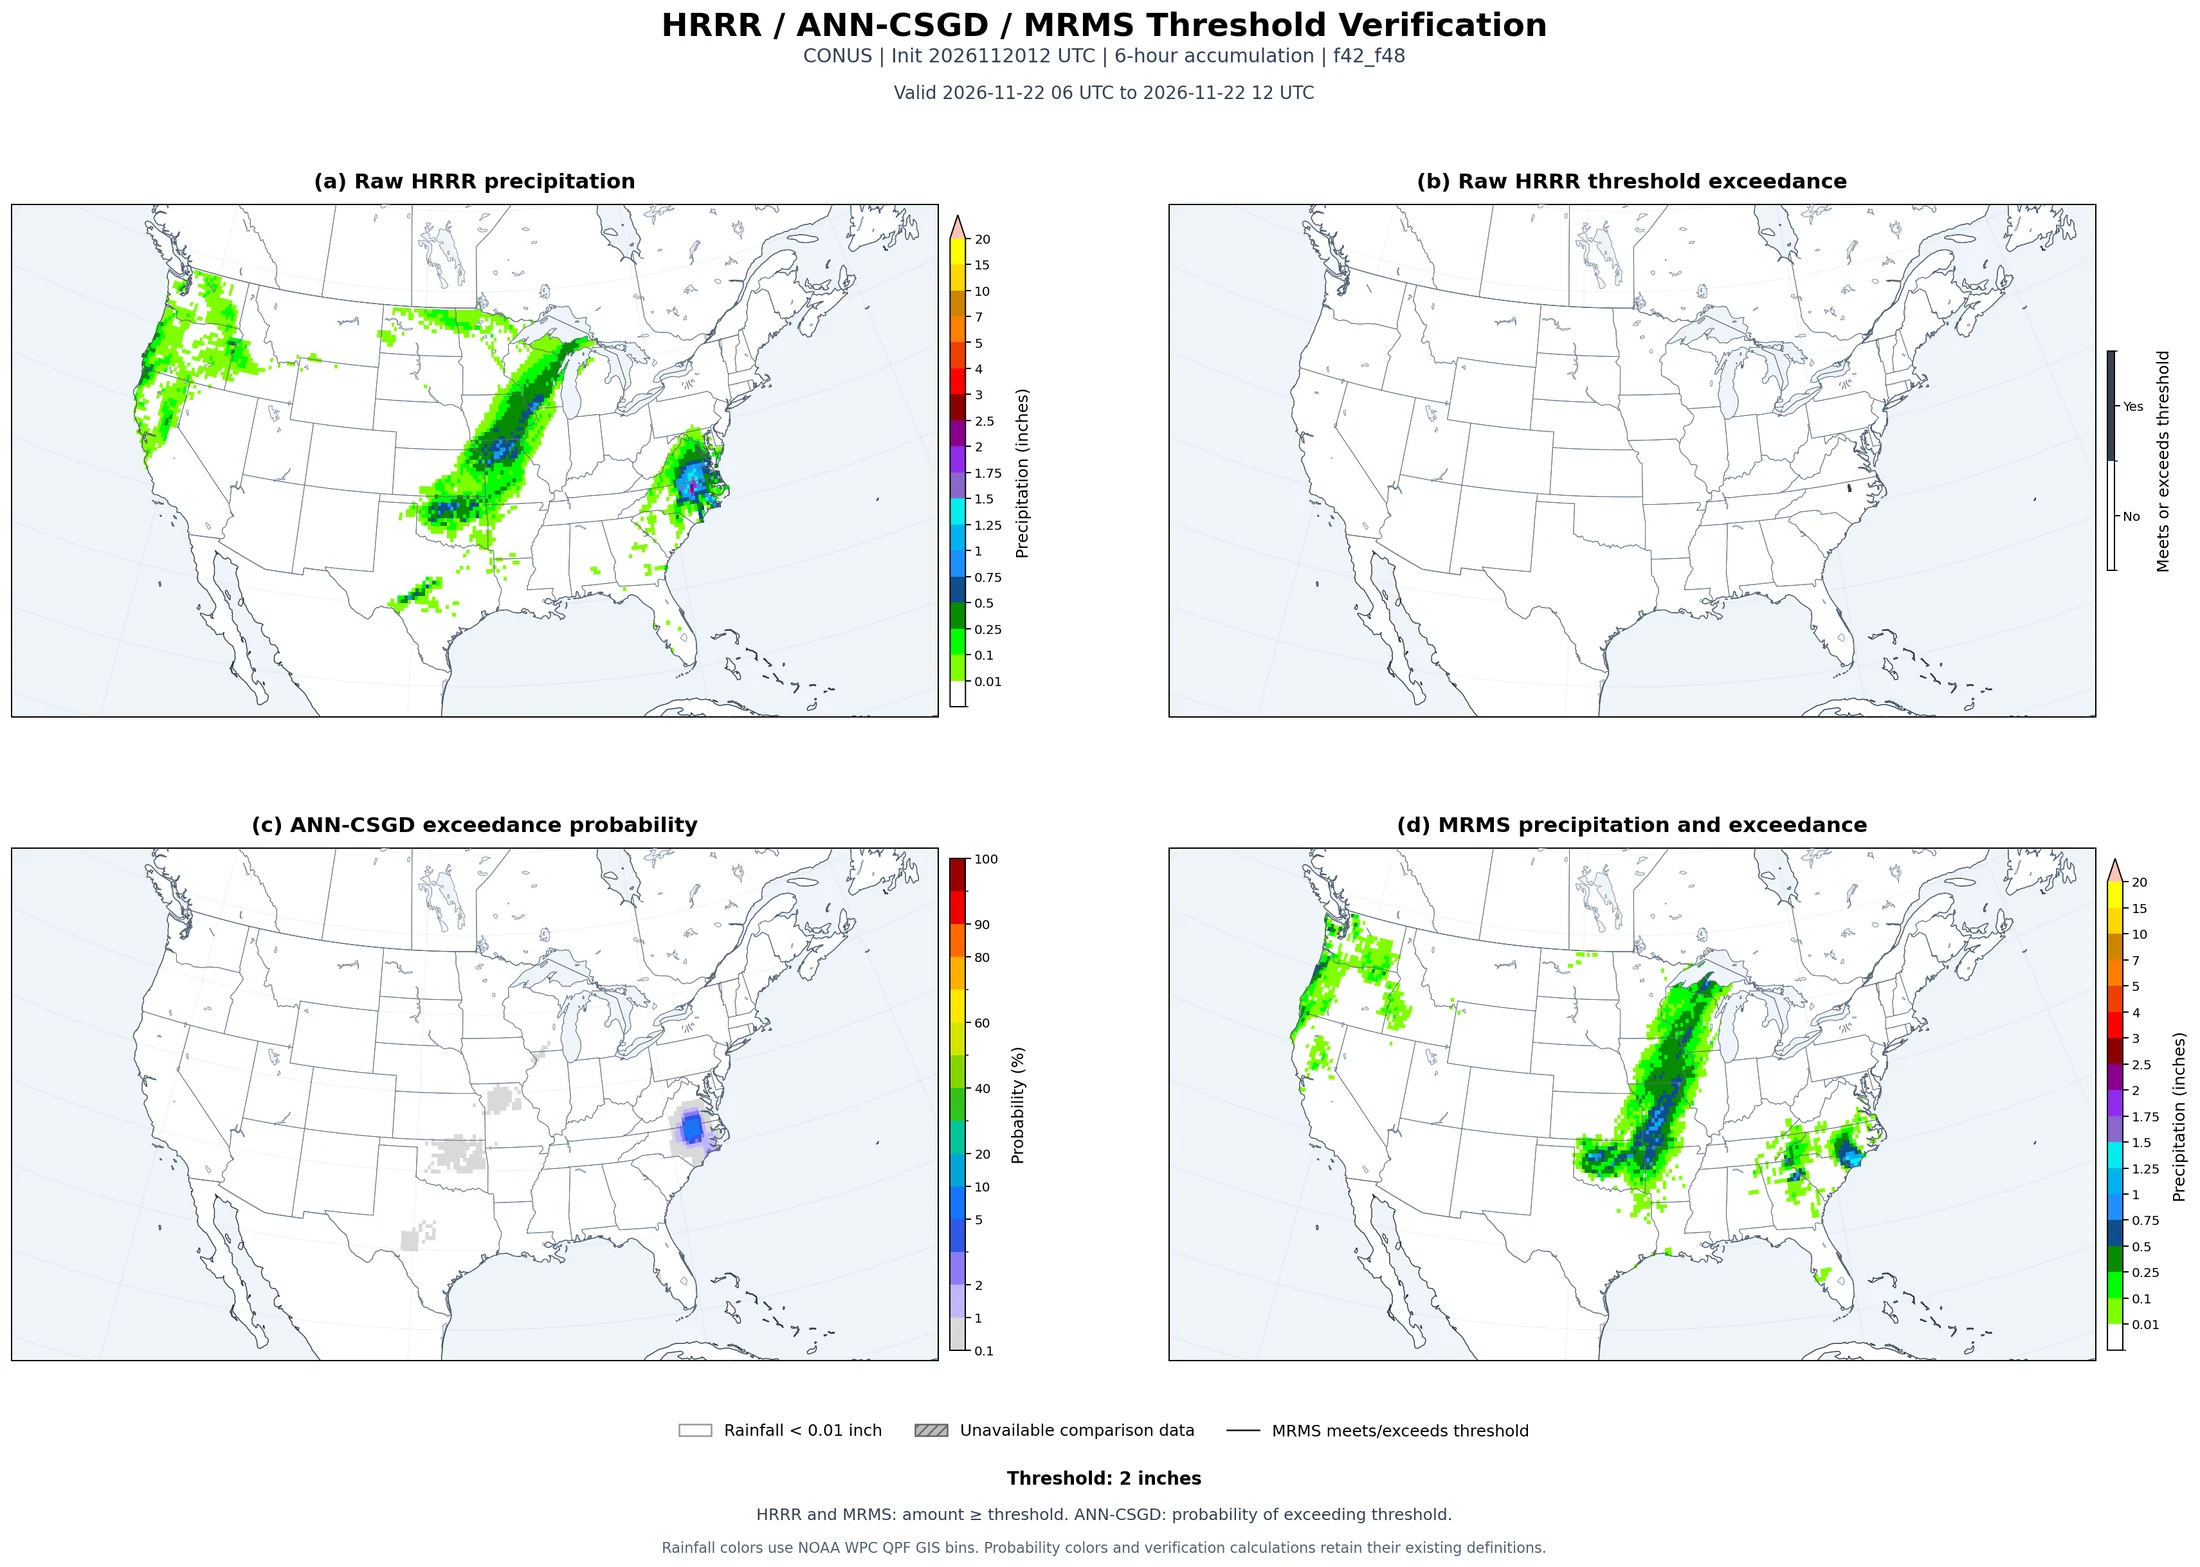 HRRR / ANN-CSGD / MRMS Threshold Verification
CONUS | Init 2026112012 UTC | 6-hour accumulation | f42_f48
Valid 2026-11-22 06 UTC to 2026-11-22 12 UTC
(a) Raw HRRR precipitation
20
15
10
7
5
4
3
2.5
2
1.75
1.5
1.25
1
0.75
0.5
0.25
0.1
0.01
Precipitation (inches)
(b) Raw HRRR threshold exceedance
Yes
No
Meets or exceeds threshold
(c) ANN-CSGD exceedance probability
100
90
80
60
40
20
10
5
2
1
0.1
Probability (%)
(d) MRMS precipitation and exceedance
20
15
10
7
5
4
3
2.5
2
1.75
1.5
1.25
1
0.75
0.5
0.25
0.1
0.01
Precipitation (inches)
Rainfall < 0.01 inch
Unavailable comparison data
MRMS meets/exceeds threshold
Threshold: 2 inches
HRRR and MRMS: amount ≥ threshold. ANN-CSGD: probability of exceeding threshold.
Rainfall colors use NOAA WPC QPF GIS bins. Probability colors and verification calculations retain their existing definitions.